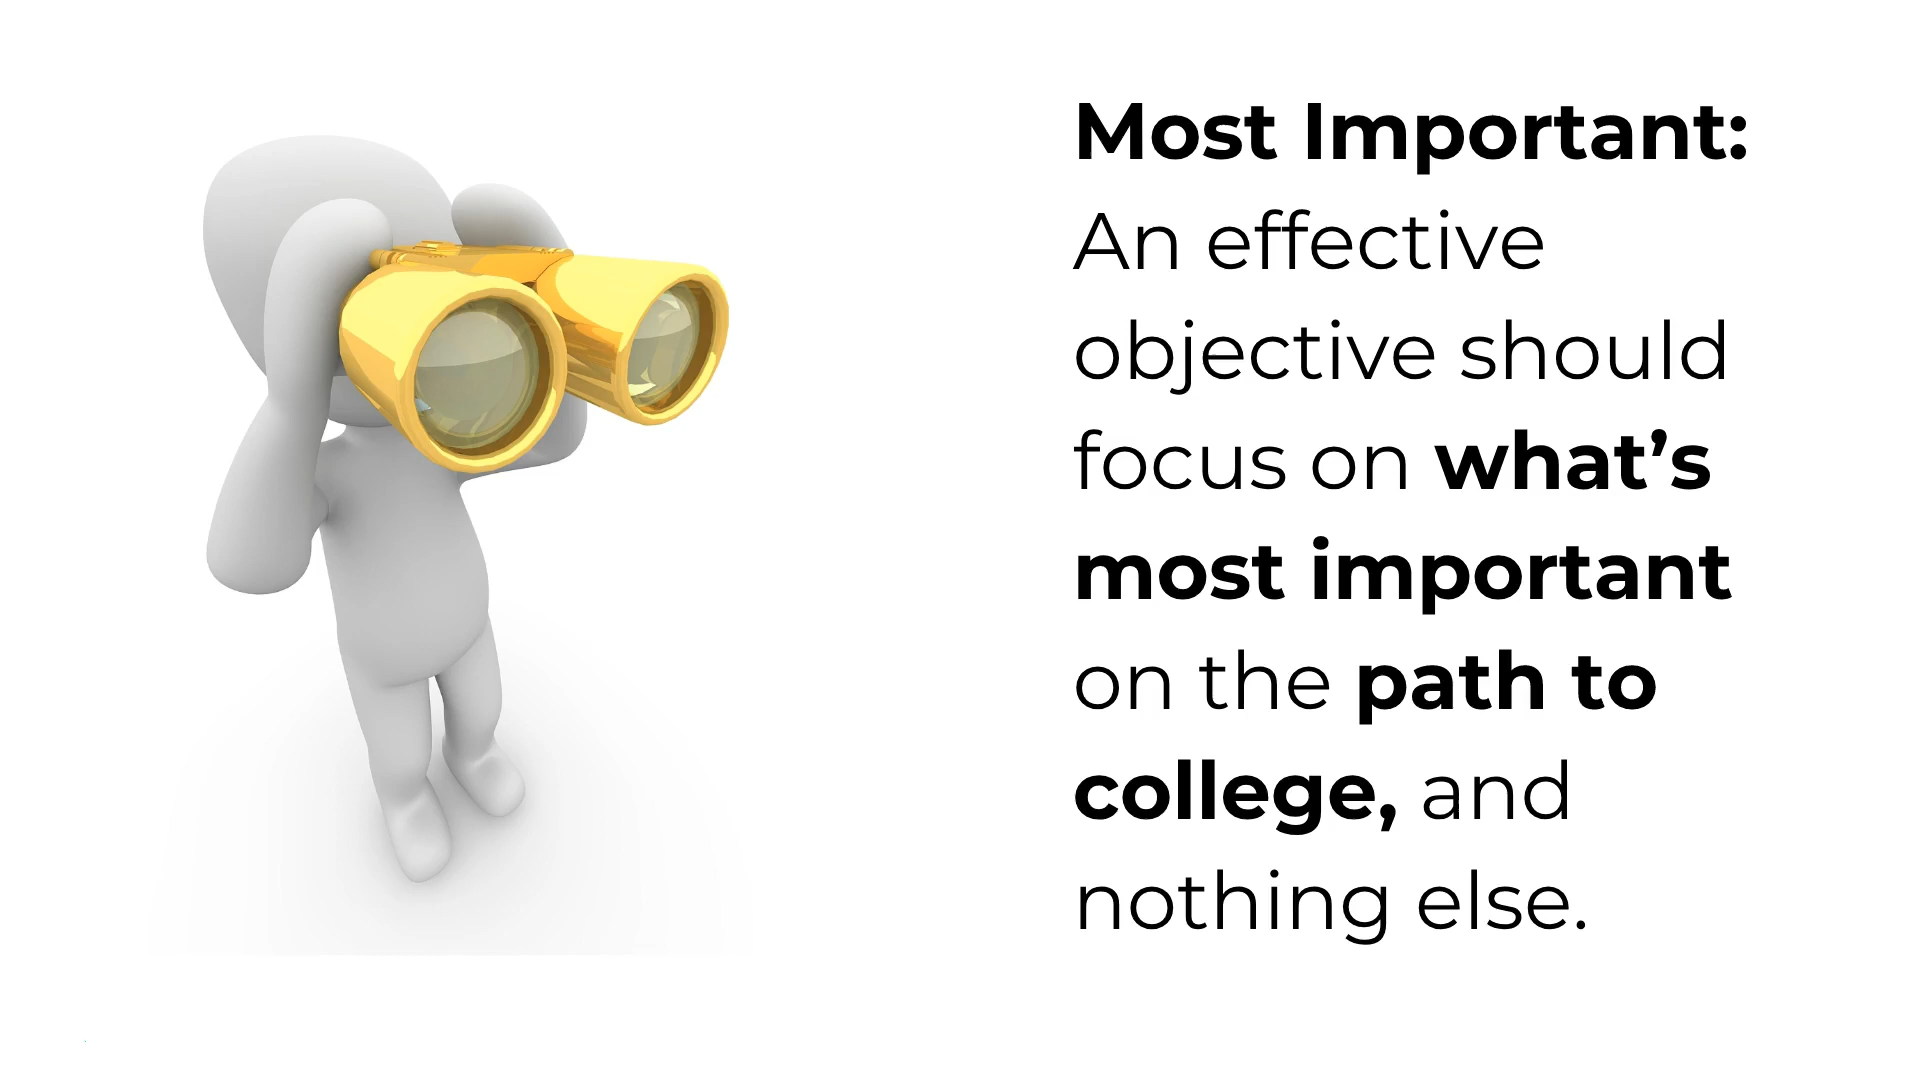 Most Important:
An effective
objective should
focus on what’s
most important
on the path to
college, and
nothing else.